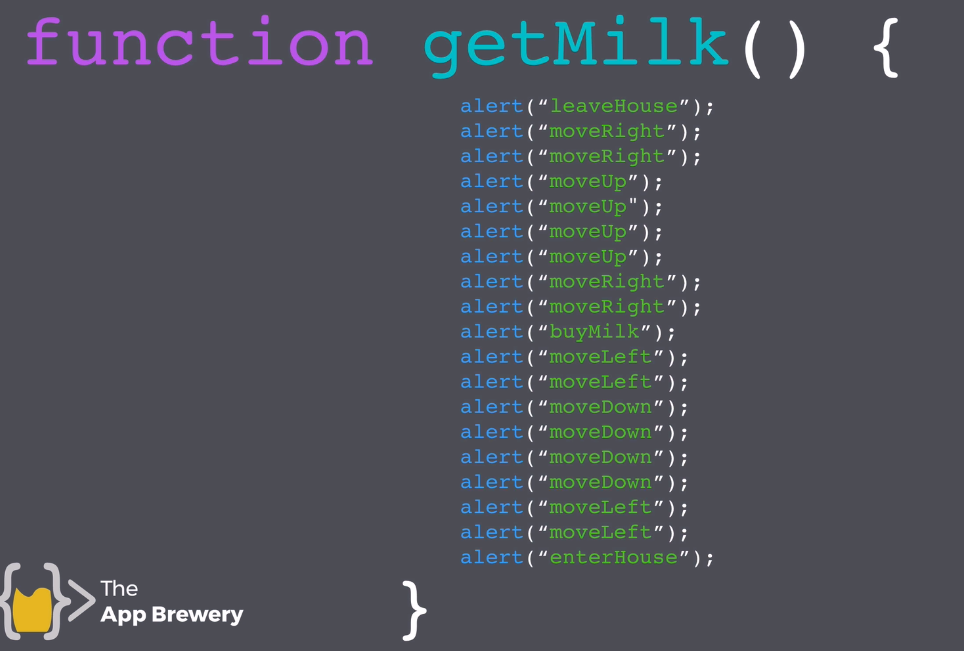 function getMilk() {
alert(“leaveHouse”);
alert(“moveRight”);
alert(“moveRight”);
alert(“moveUp”);
alert(“moveUp");
alert(“moveUp”);
alert(“moveUp”);
alert(“moveRight”);
alert(“moveRight”);
alert(“buyMilk”);
alert(“moveLeft”);
alert(“moveLeft”);
alert(“moveDown”);
alert(“moveDown”);
alert(“moveDown”);
alert(“moveDown”);
alert(“moveLeft”);
alert(“moveLeft”);
alert(“enterHouse”);
}
The
App Brewery